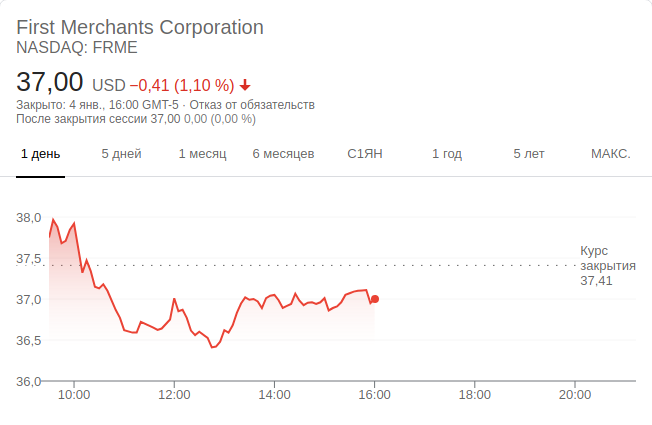 First Merchants Corporation
NASDAQ: FRME
37,00 USD −0,41 (1,10 %)
Закрыто: 4 янв., 16:00 GMT-5 · Отказ от обязательств
После закрытия сессии 37,00 0,00 (0,00 %)
1 день 5 дней 1 месяц 6 месяцев С1ЯН 1 год 5 лет МАКС.
38,0
37,5
37,0
36,5
36,0
Курс
закрытия
37,41
10:00 12:00 14:00 16:00 18:00 20:00